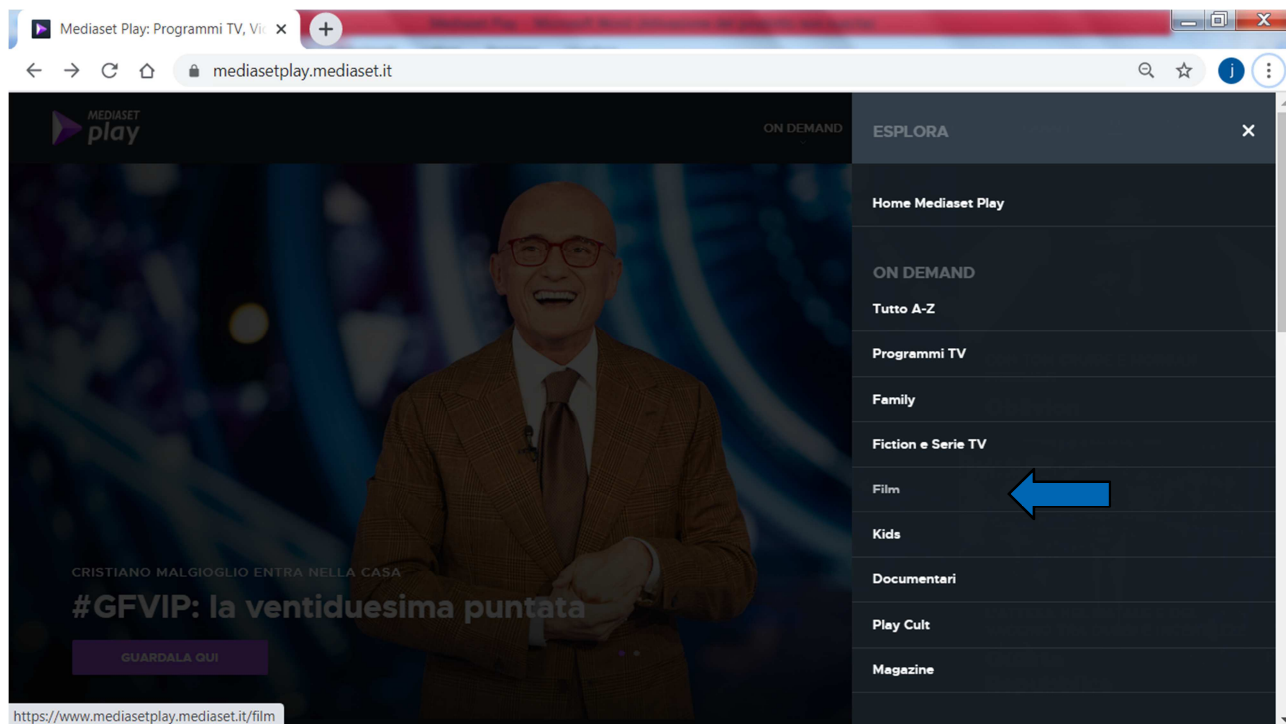 Mediaset Play: Programmi TV, Vic
mediasetplay.mediaset.it
j
MEDIASET
play
ON DEMAND
CRISTIANO MALGIOGLIO ENTRA NELLA CASA
#GFVIP: la ventiduesima puntata
GUARDALA QUI
ESPLORA
Home Mediaset Play
ON DEMAND
Tutto A-Z
Programmi TV
Family
Fiction e Serie TV
Film
Kids
Documentari
Play Cult
Magazine
https://www.mediasetplay.mediaset.it/film